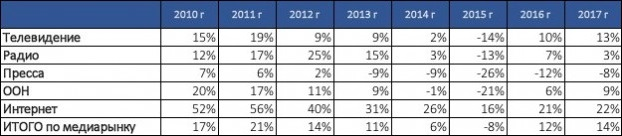 2010 г 2011 г 2012 г 2013 г 2014 г 2015 г 2016 г 2017 г
Телевидение 15% 19% 9% 9% 2% -14% 10% 13%
Радио 12% 17% 25% 15% 3% -13% 7% 3%
Пресса 7% 6% 2% -9% -9% -26% -12% -8%
ООН 20% 17% 11% 9% -1% -21% 6% 9%
Интернет 52% 56% 40% 31% 26% 16% 21% 22%
ИТОГО по медиарынку 17% 21% 14% 11% 6% -8% 12% 14%